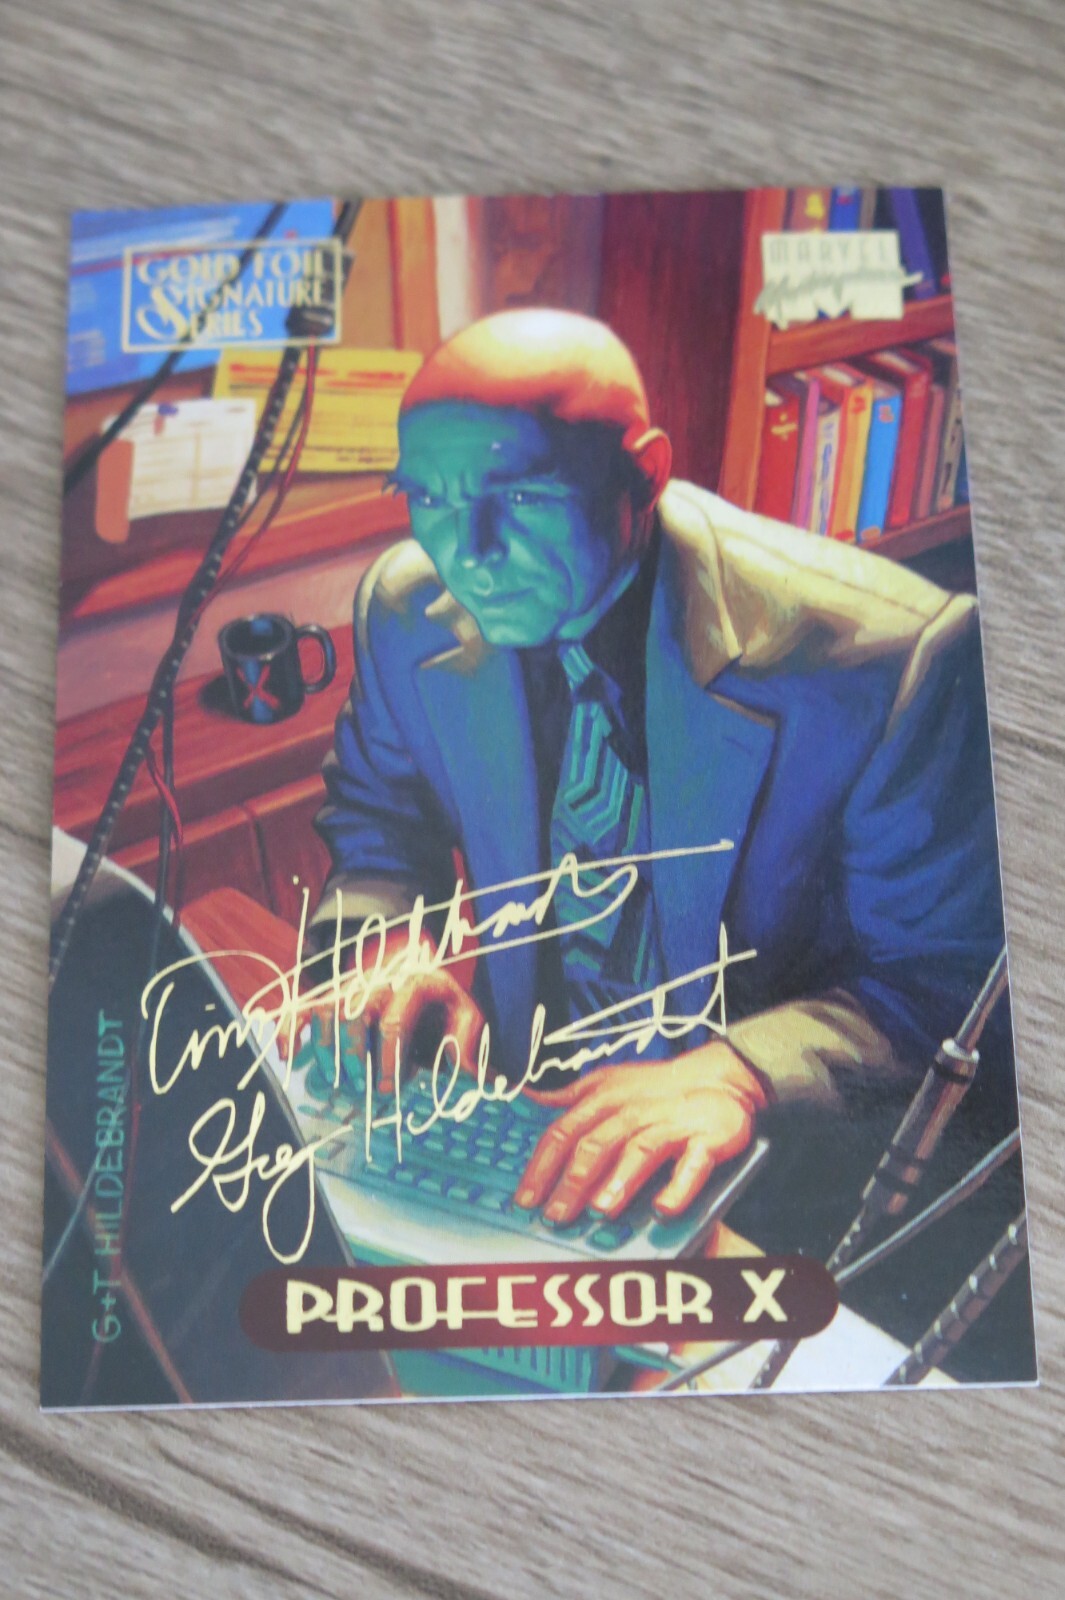 GOLD FOIL
SIGNATURE
SERIES
MARVEL
Masterpieces
X
Tim Hildebrandt
Greg Hildebrandt
G+T HILDEBRANDT
PROFESSOR X